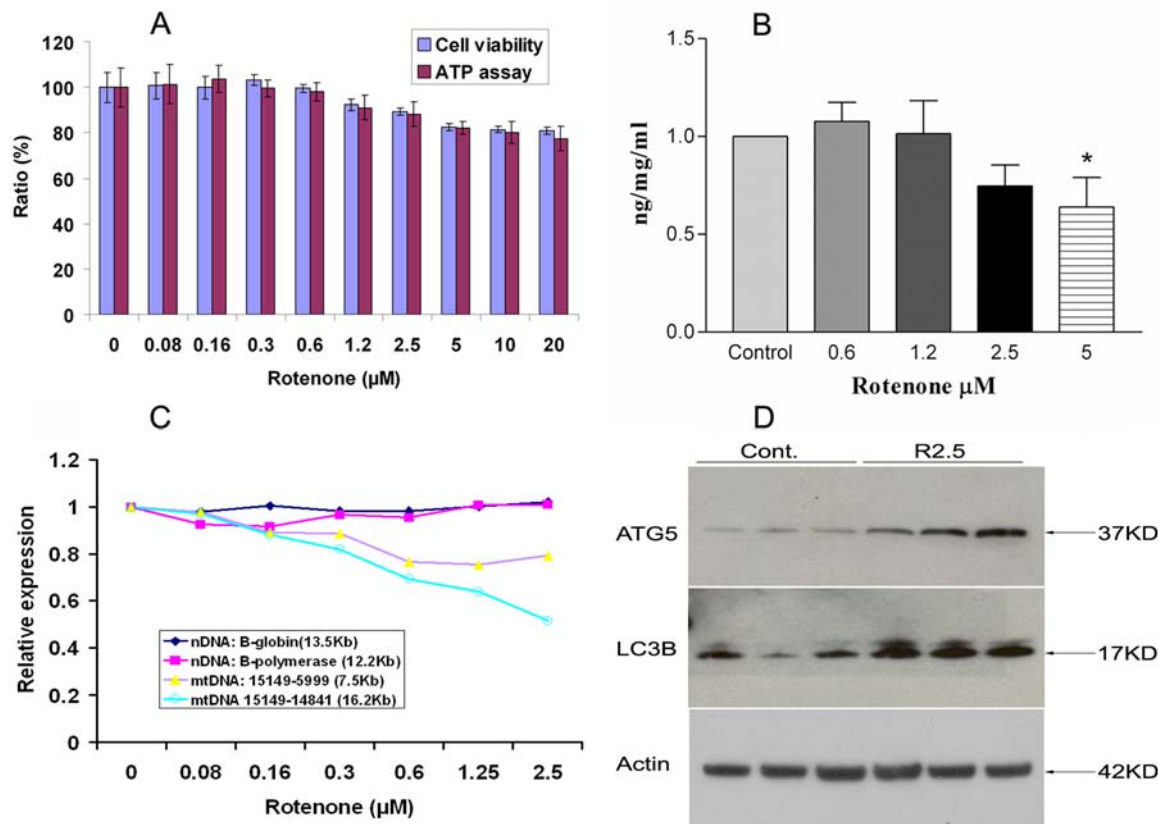 A
120
100
80
60
40
20
0
Ratio (%)
Cell viability
ATP assay
0 0.08 0.16 0.3 0.6 1.2 2.5 5 10 20
Rotenone (µM)
B
1.5
1.0
0.5
0.0
ng/mg/ml
*
Control 0.6 1.2 2.5 5
Rotenone µM
C
1.2
1
0.8
0.6
0.4
0.2
0
Relative expression
nDNA: B-globin(13.5Kb)
nDNA: B-polymerase (12.2Kb)
mtDNA: 15149-5999 (7.5Kb)
mtDNA 15149-14841 (16.2Kb)
0 0.08 0.16 0.3 0.6 1.25 2.5
Rotenone (µM)
D
Cont. R2.5
ATG5 37KD
LC3B 17KD
Actin 42KD